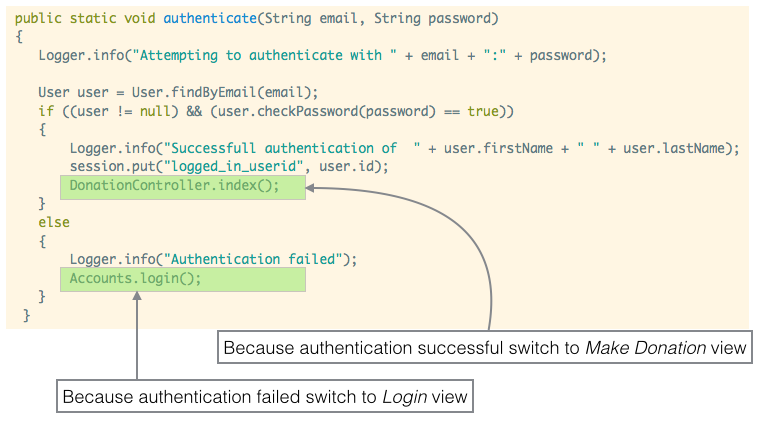 public static void authenticate(String email, String password)
{
Logger.info("Attempting to authenticate with " + email + ":" + password);
User user = User.findByEmail(email);
if ((user != null) && (user.checkPassword(password) == true))
{
Logger.info("Successfull authentication of  " + user.firstName + " " + user.lastName);
session.put("logged_in_userid", user.id);
DonationController.index();
}
else
{
Logger.info("Authentication failed");
Accounts.login();
}
}
Because authentication successful switch to Make Donation view
Because authentication failed switch to Login view